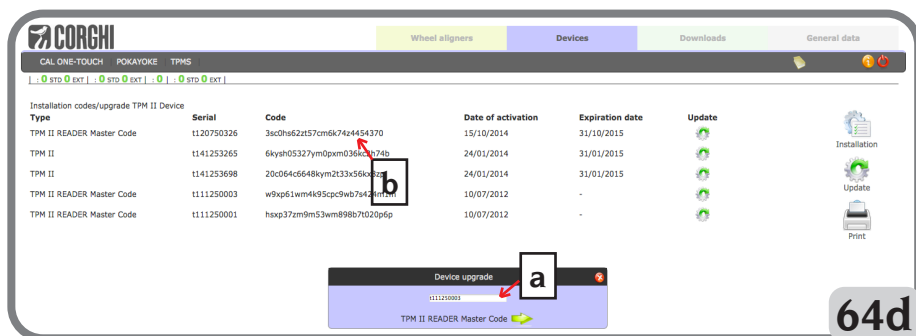 CORGHI
Wheel aligners Devices Downloads General data
CAL ONE-TOUCH POKAYOKE TPMS
| : 0 STD 0 EXT | : 0 STD 0 EXT | : 0 | : 0 STD 0 EXT |
Installation codes/upgrade TPM II Device
Type Serial Code Date of activation Expiration date Update
TPM II READER Master Code t120750326 3sc0hs62zt57cm6k74z4454370 15/10/2014 31/10/2015
Installation
TPM II t141253265 24/01/2014 31/01/2015
TPM II t141253698 24/01/2014 31/01/2015
b
Update
TPM II READER Master Code t111250003 10/07/2012 -
TPM II READER Master Code t111250001 hsxp37zm9m53wm898b7t020p6p 10/07/2012 -
Print
Device upgrade
a
t111250003
TPM II READER Master Code
64d